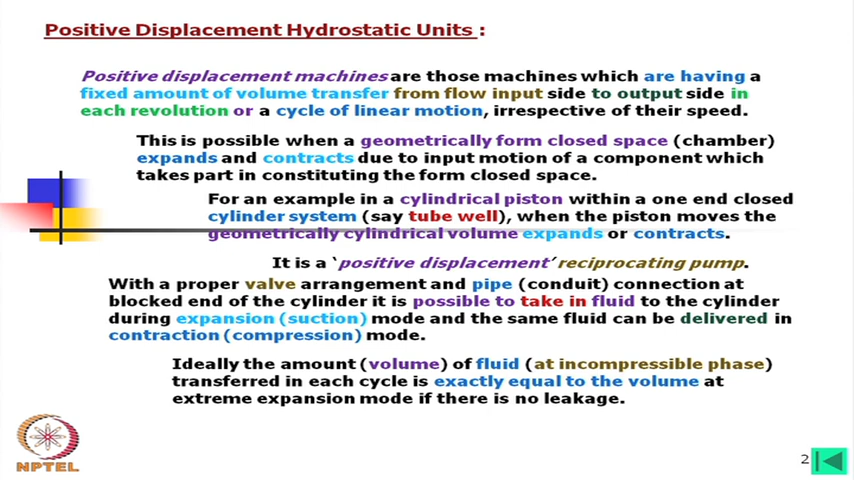 Positive Displacement Hydrostatic Units :
Positive displacement machines are those machines which are having a
fixed amount of volume transfer from flow input side to output side in
each revolution or a cycle of linear motion, irrespective of their speed.
This is possible when a geometrically form closed space (chamber)
expands and contracts due to input motion of a component which
takes part in constituting the form closed space.
For an example in a cylindrical piston within a one end closed
cylinder system (say tube well), when the piston moves the
geometrically cylindrical volume expands or contracts.
It is a ‘positive displacement’ reciprocating pump.
With a proper valve arrangement and pipe (conduit) connection at
blocked end of the cylinder it is possible to take in fluid to the cylinder
during expansion (suction) mode and the same fluid can be delivered in
contraction (compression) mode.
Ideally the amount (volume) of fluid (at incompressible phase)
transferred in each cycle is exactly equal to the volume at
extreme expansion mode if there is no leakage.
NPTEL
2